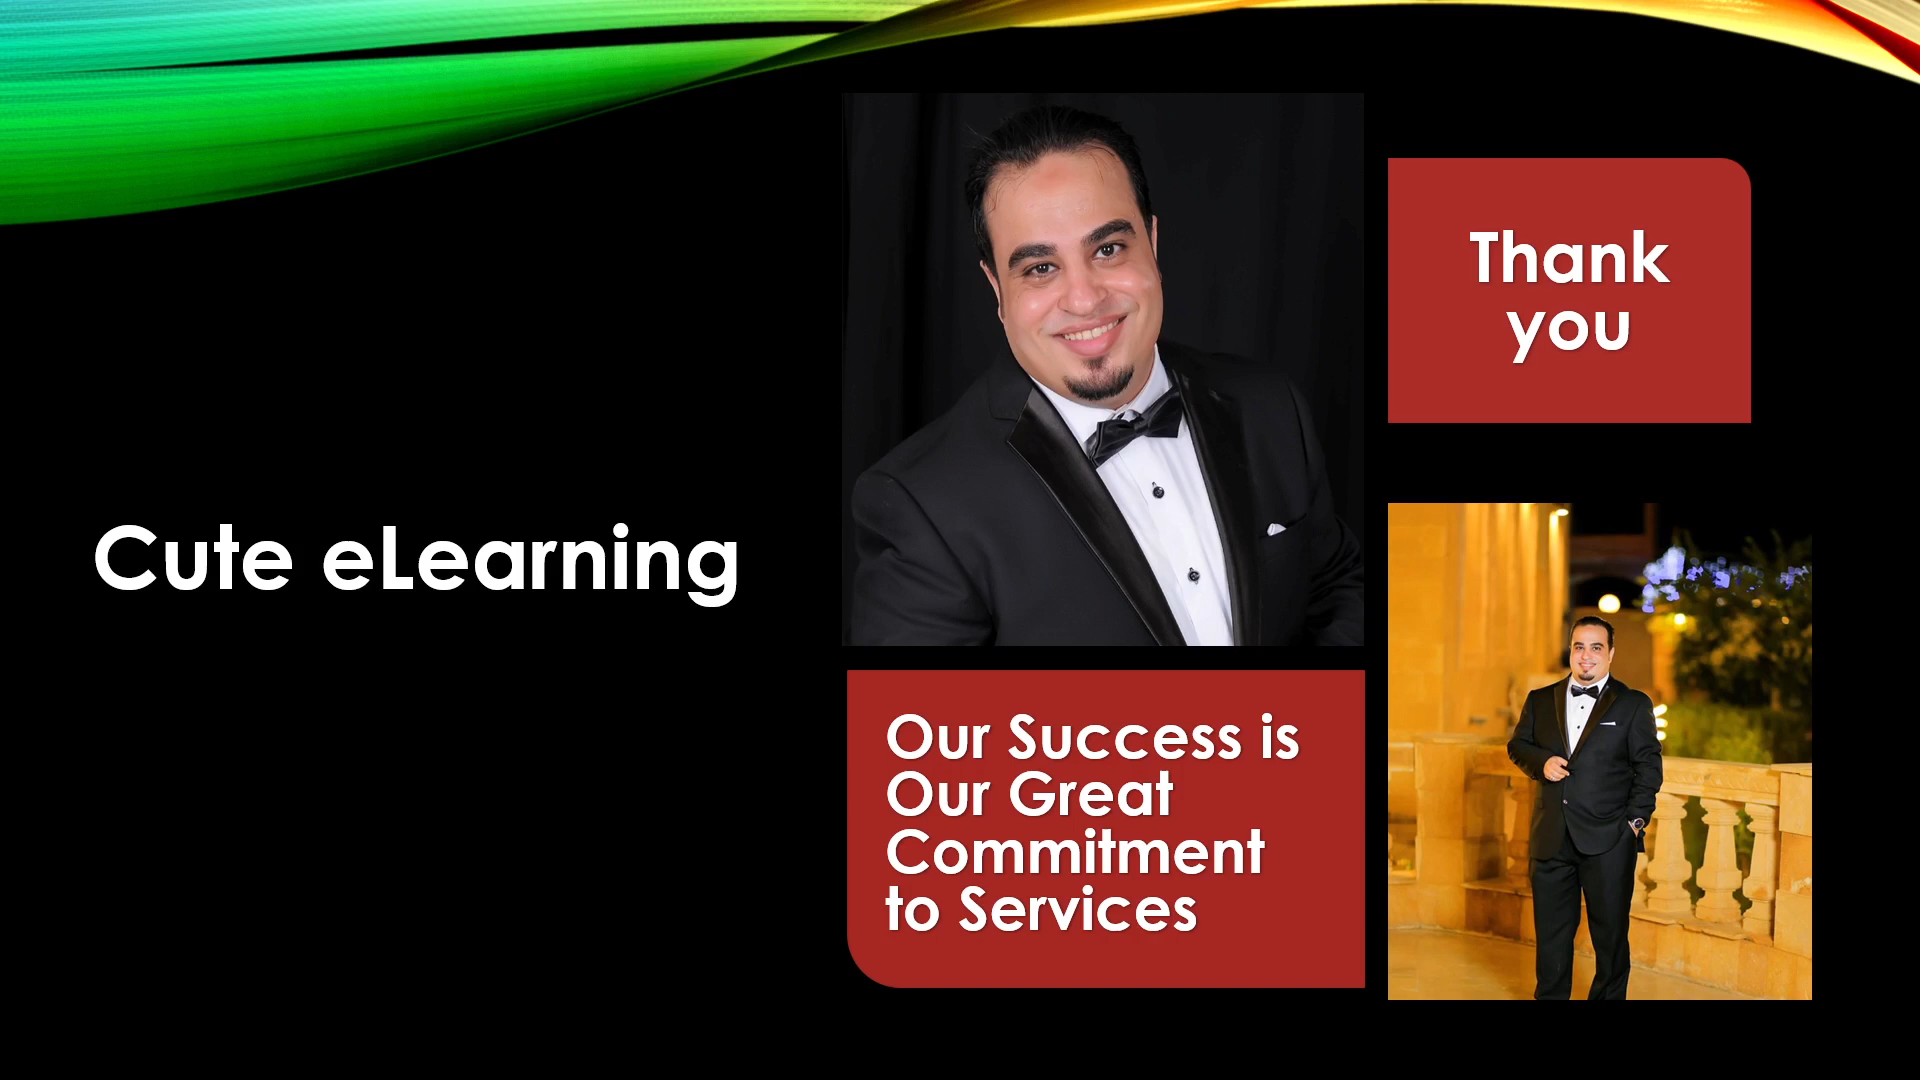 Cute eLearning
Thank
you
Our Success is
Our Great
Commitment
to Services